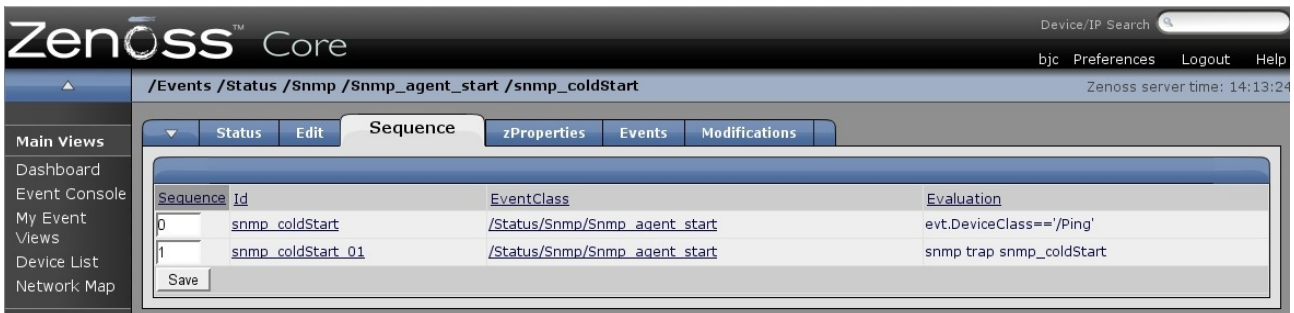 Zenoss™ Core
Device/IP Search
bjc Preferences Logout Help
/Events /Status /Snmp /Snmp_agent_start /snmp_coldStart
Zenoss server time: 14:13:24
Status Edit Sequence zProperties Events Modifications
Main Views
Dashboard
Event Console
My Event
Views
Device List
Network Map
Sequence Id EventClass Evaluation
0 snmp_coldStart /Status/Snmp/Snmp_agent_start evt.DeviceClass=='/Ping'
1 snmp_coldStart_01 /Status/Snmp/Snmp_agent_start snmp trap snmp_coldStart
Save